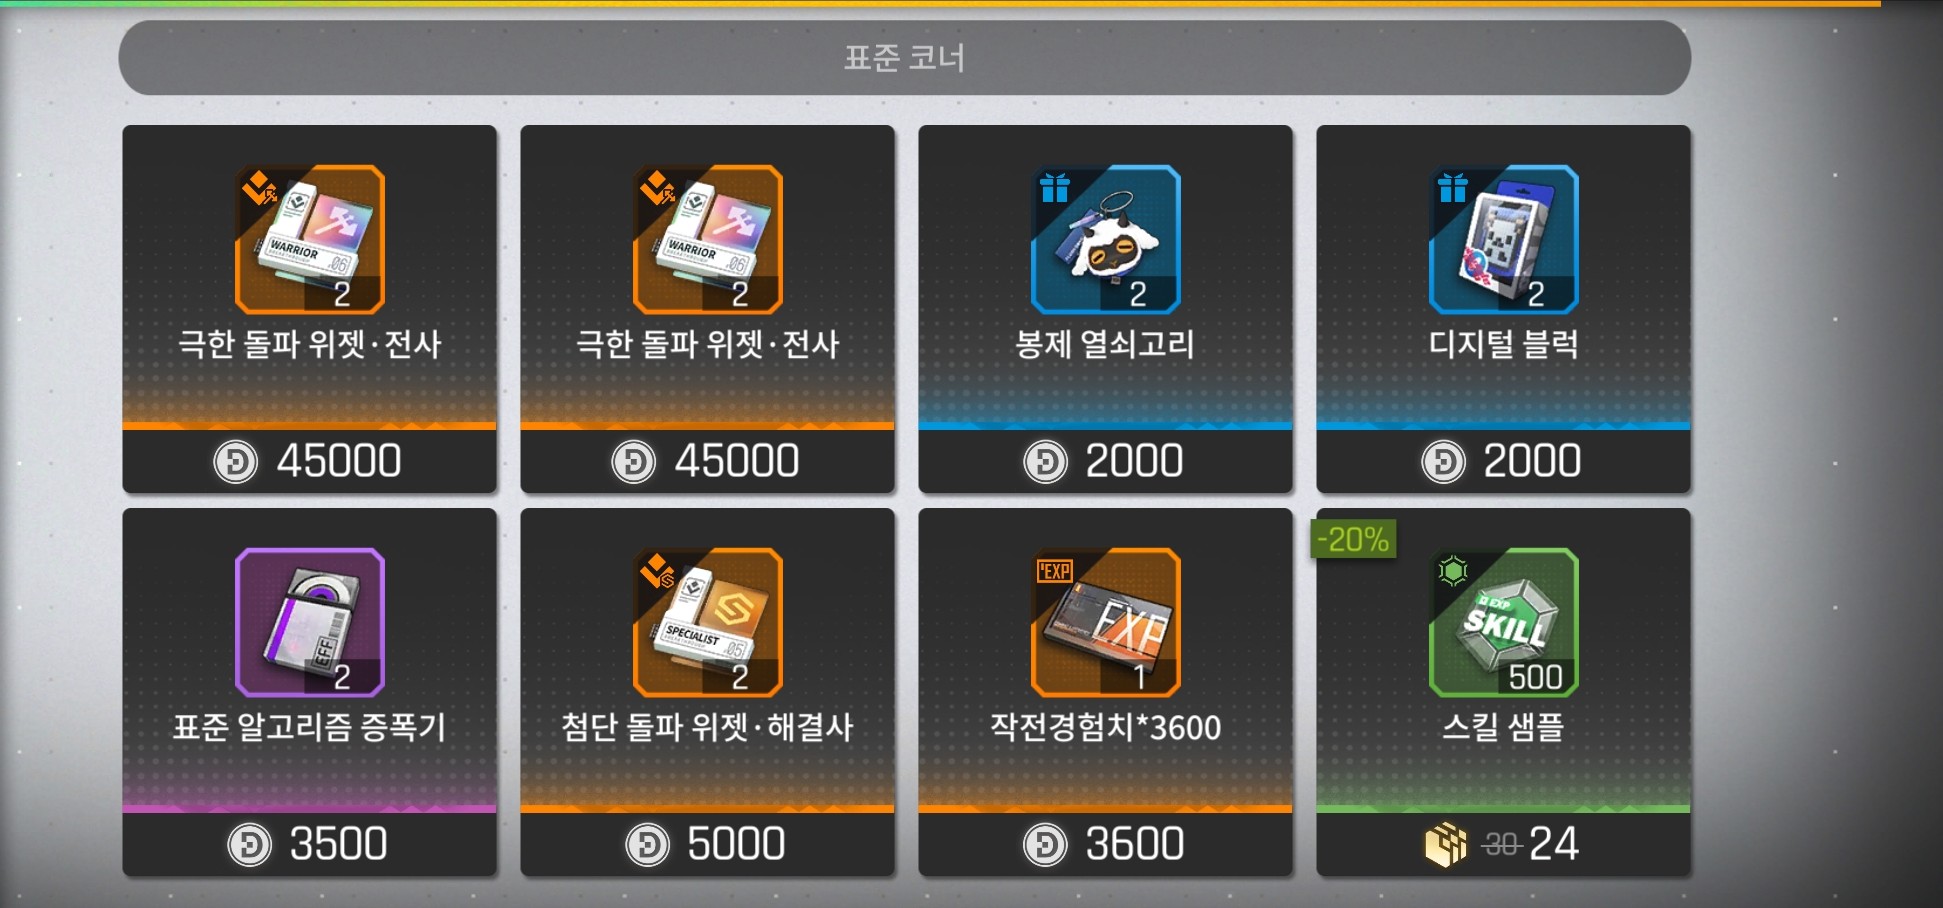 표준 코너
WARRIOR
.06
2
극한 돌파 위젯·전사
45000
WARRIOR
.06
2
극한 돌파 위젯·전사
45000
2
봉제 열쇠고리
2000
2
디지털 블럭
2000
EFF
2
표준 알고리즘 증폭기
3500
SPECIALIST
.05
2
첨단 돌파 위젯·해결사
5000
EXP
EXP
1
작전경험치*3600
3600
-20%
EXP
SKILL
500
스킬 샘플
30 24